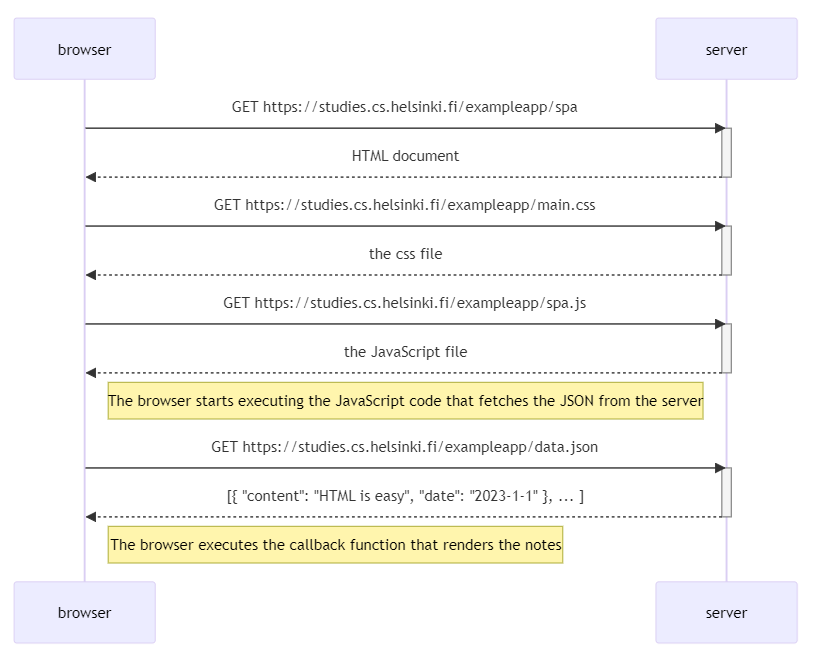 browser
server
GET https://studies.cs.helsinki.fi/exampleapp/spa
HTML document
GET https://studies.cs.helsinki.fi/exampleapp/main.css
the css file
GET https://studies.cs.helsinki.fi/exampleapp/spa.js
the JavaScript file
The browser starts executing the JavaScript code that fetches the JSON from the server
GET https://studies.cs.helsinki.fi/exampleapp/data.json
[{ "content": "HTML is easy", "date": "2023-1-1" }, ... ]
The browser executes the callback function that renders the notes
browser
server